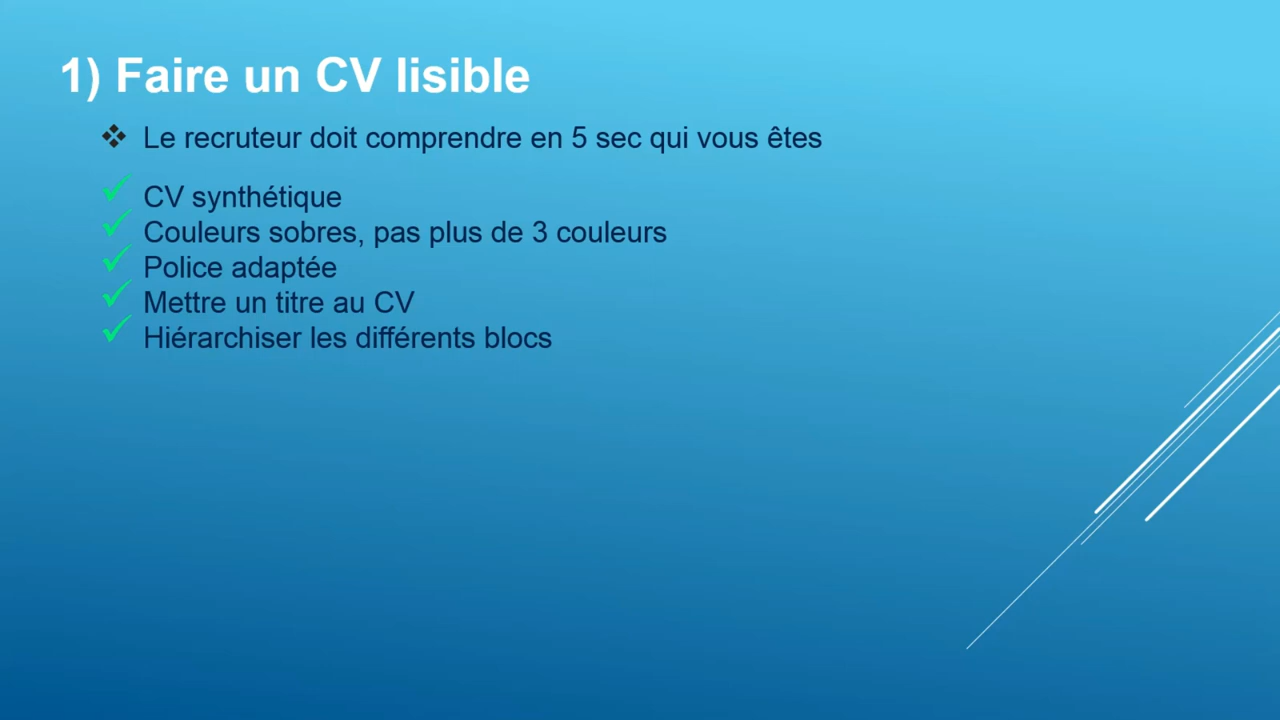 1) Faire un CV lisible
Le recruteur doit comprendre en 5 sec qui vous êtes
CV synthétique
Couleurs sobres, pas plus de 3 couleurs
Police adaptée
Mettre un titre au CV
Hiérarchiser les différents blocs